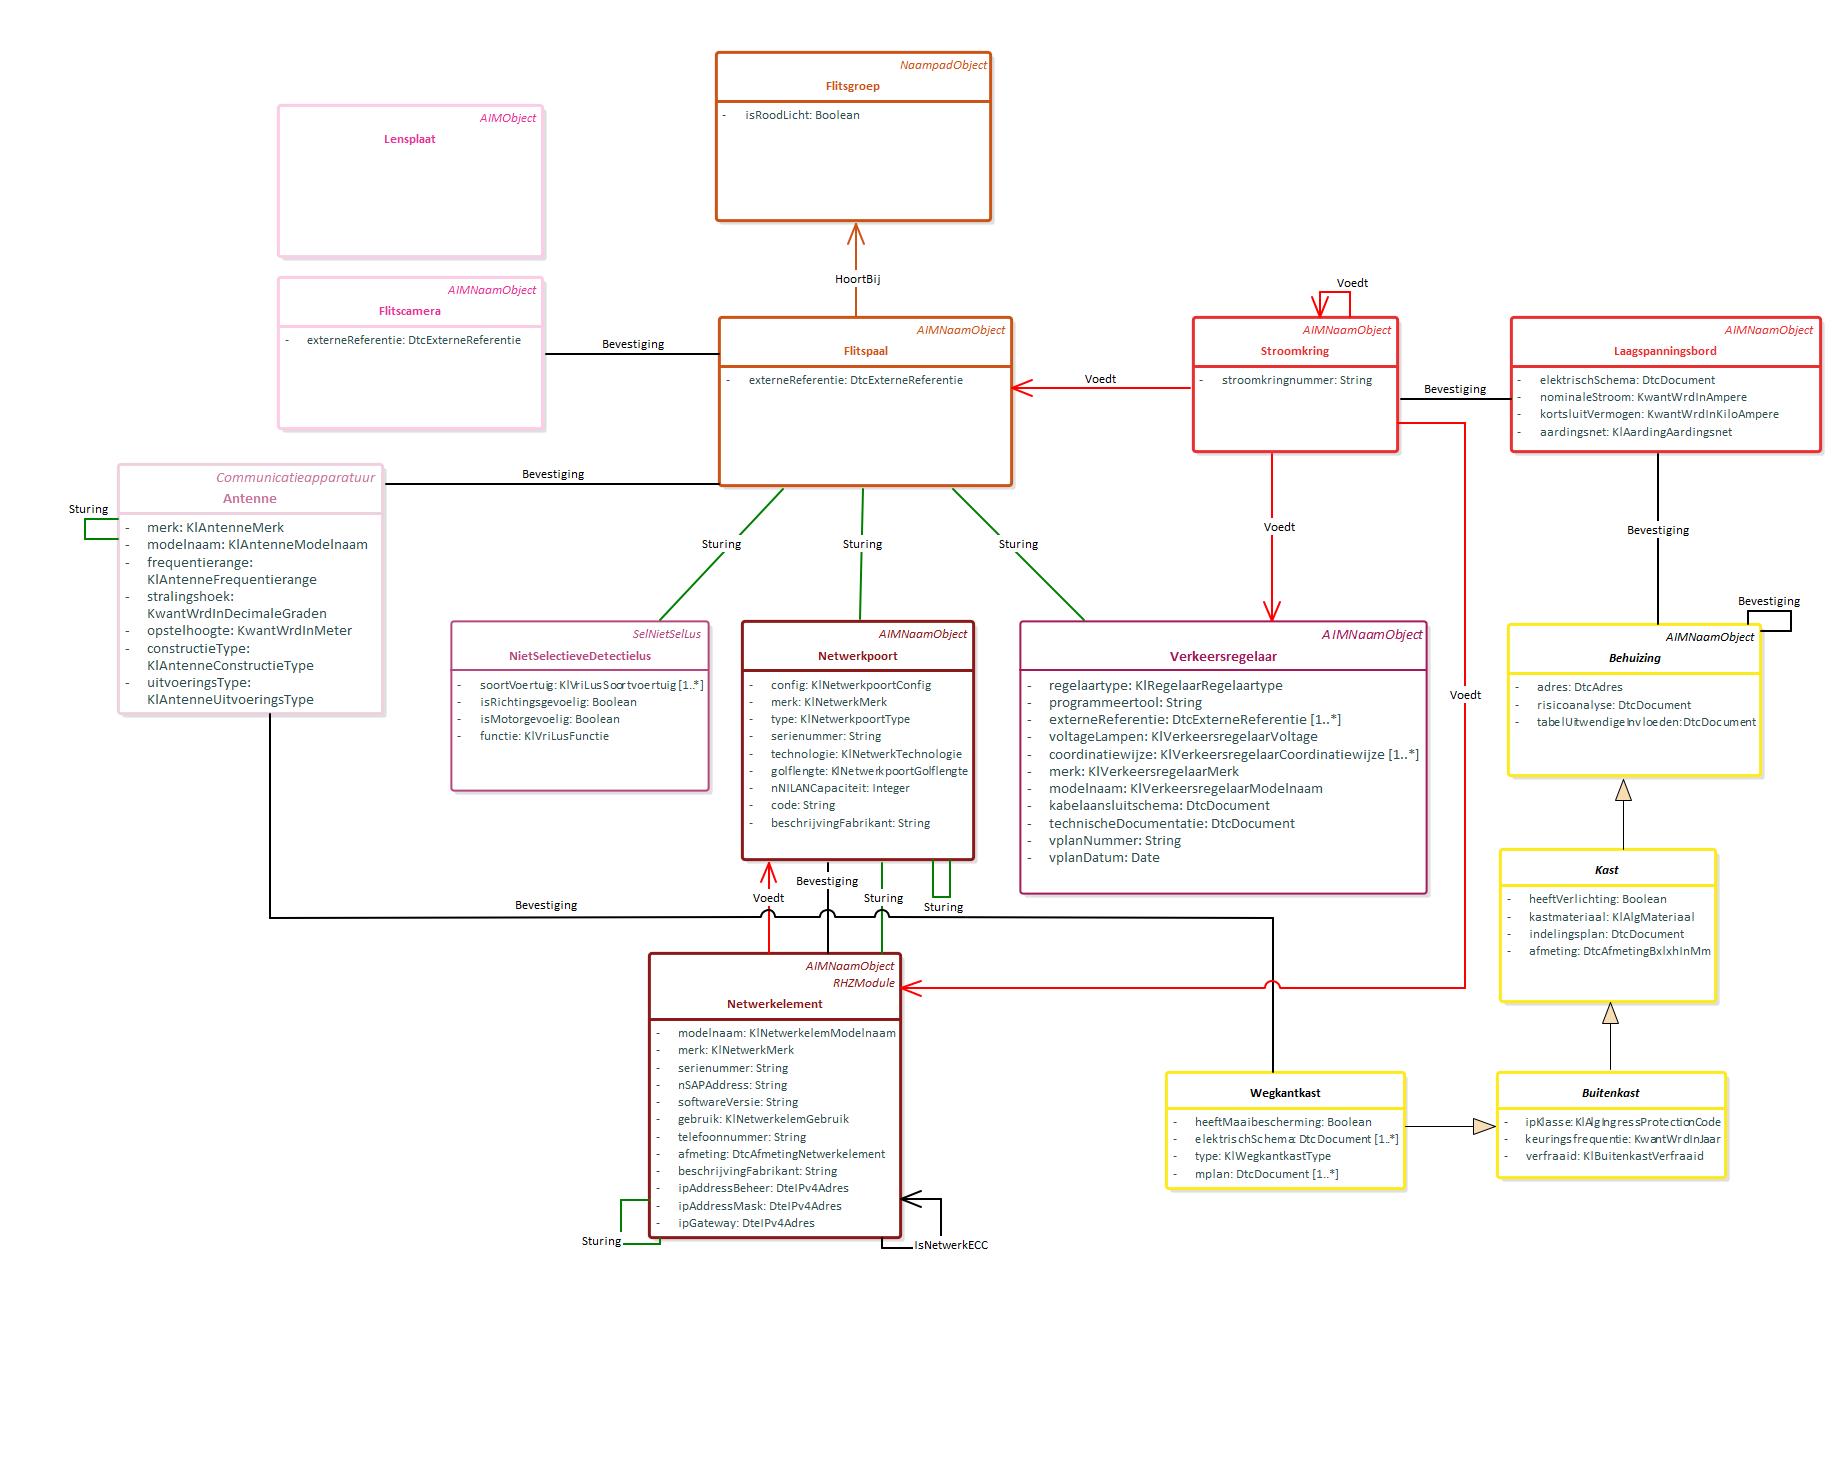 NaampadObject
Flitsgroep
- isRoodLicht: Boolean
AIMObject
Lensplaat
HoortBij
AIMNaamObject
Flitscamera
- externeReferentie: DtcExterneReferentie
Bevestiging
AIMNaamObject
Flitspaal
- externeReferentie: DtcExterneReferentie
Voedt
Voedt
AIMNaamObject
Stroomkring
- stroomkringnummer: String
Bevestiging
AIMNaamObject
Laagspanningsbord
- elektrischSchema: DtcDocument
- nominaleStroom: KwantWrdInAmpere
- kortsluitVermogen: KwantWrdInKiloAmpere
- aardingsnet: KlAardingAardingsnet
Communicatieapparatuur
Antenne
- merk: KlAntenneMerk
- modelnaam: KlAntenneModelnaam
- frequentierange:
KlAntenneFrequentierange
- stralingshoek:
KwantWrdInDecimaleGraden
- opstelhoogte: KwantWrdInMeter
- constructieType:
KlAntenneConstructieType
- uitvoeringsType:
KlAntenneUitvoeringsType
Sturing
Bevestiging
Sturing
Sturing
Sturing
Voedt
Bevestiging
Bevestiging
Voedt
SelNietSelLus
NietSelectieveDetectielus
- soortVoertuig: KlVriLusSoortvoertuig [1..*]
- isRichtingsgevoelig: Boolean
- isMotorgevoelig: Boolean
- functie: KlVriLusFunctie
AIMNaamObject
Netwerkpoort
- config: KlNetwerkpoortConfig
- merk: KlNetwerkMerk
- type: KlNetwerkpoortType
- serienummer: String
- technologie: KlNetwerkTechnologie
- golflengte: KlNetwerkpoortGolflengte
- nNILANCapaciteit: Integer
- code: String
- beschrijvingFabrikant: String
AIMNaamObject
Verkeersregelaar
- regelaartype: KlRegelaarRegelaartype
- programmeertool: String
- externeReferentie: DtcExterneReferentie [1..*]
- voltageLampen: KlVerkeersregelaarVoltage
- coordinatiewijze: KlVerkeersregelaarCoordinatiewijze [1..*]
- merk: KlVerkeersregelaarMerk
- modelnaam: KlVerkeersregelaarModelnaam
- kabelaansluitschema: DtcDocument
- technischeDocumentatie: DtcDocument
- vplanNummer: String
- vplanDatum: Date
AIMNaamObject
Behuizing
- adres: DtcAdres
- risicoanalyse: DtcDocument
- tabelUitwendigeInvloeden: DtcDocument
Kast
- heeftVerlichting: Boolean
- kastmateriaal: KlAlgMateriaal
- indelingsplan: DtcDocument
- afmeting: DtcAfmetingBxlxhInMm
Voedt
Bevestiging
Sturing
Sturing
Bevestiging
AIMNaamObject
RHZModule
Netwerkelement
- modelnaam: KlNetwerkelemModelnaam
- merk: KlNetwerkMerk
- serienummer: String
- nSAPAddress: String
- softwareVersie: String
- gebruik: KlNetwerkelemGebruik
- telefoonnummer: String
- afmeting: DtcAfmetingNetwerkelement
- beschrijvingFabrikant: String
- ipAddressBeheer: DteIPv4Adres
- ipAddressMask: DteIPv4Adres
- ipGateway: DteIPv4Adres
Sturing
IsNetwerkECC
Wegkantkast
- heeftMaaibescherming: Boolean
- elektrischSchema: DtcDocument [1..*]
- type: KlWegkantkastType
- mplan: DtcDocument [1..*]
Buitenkast
- ipKlasse: KlAlgIngressProtectionCode
- keuringsfrequentie: KwantWrdInJaar
- verfraaid: KlBuitenkastVerfraaid